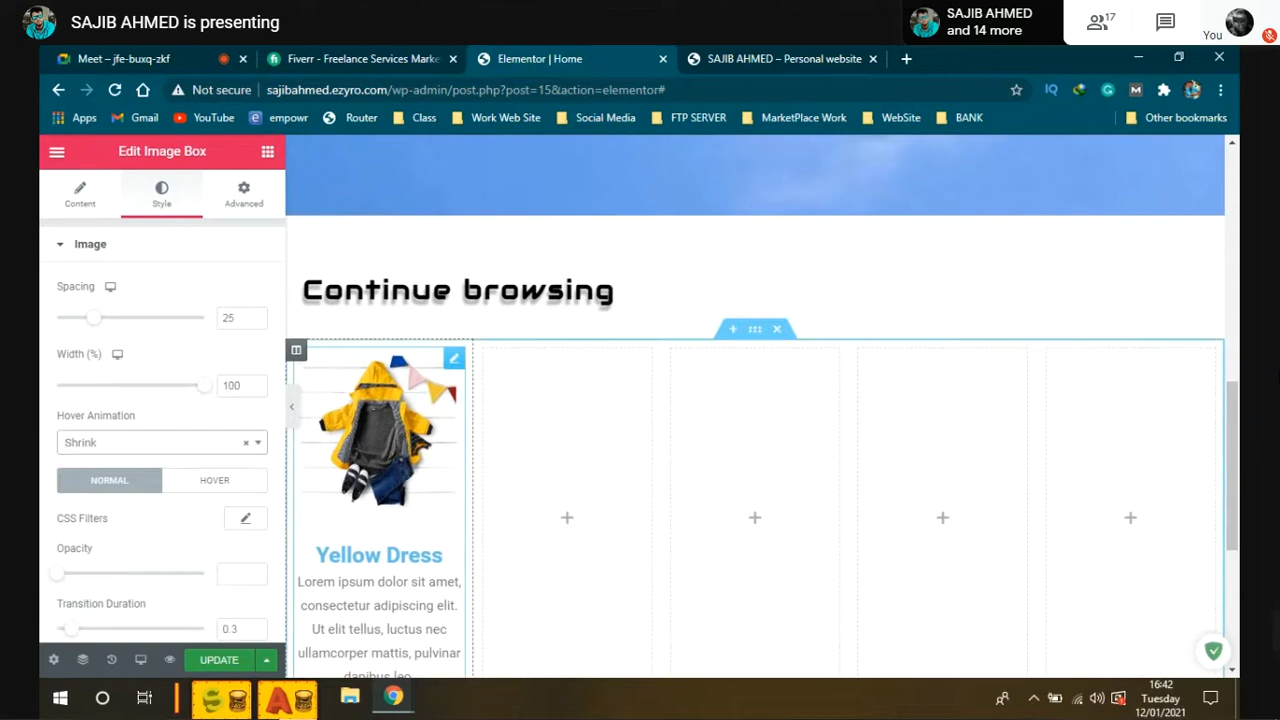 SAJIB AHMED is presenting
SAJIB AHMED
and 14 more
17
You
Meet – jfe-buxq-zkf
Fiverr - Freelance Services Marke
Elementor | Home
SAJIB AHMED – Personal website
Not secure
sajibahmed.ezyro.com/wp-admin/post.php?post=15&action=elementor#
IQ
M
Apps
Gmail
YouTube
empowr
Router
Class
Work Web Site
Social Media
FTP SERVER
MarketPlace Work
WebSite
BANK
Other bookmarks
Edit Image Box
Content
Style
Advanced
Image
Spacing
25
Width (%)
100
Hover Animation
Shrink
NORMAL
HOVER
CSS Filters
Opacity
Transition Duration
0.3
UPDATE
Continue browsing
Yellow Dress
Lorem ipsum dolor sit amet,
consectetur adipiscing elit.
Ut elit tellus, luctus nec
ullamcorper mattis, pulvinar
dapibus leo.
16:42
Tuesday
12/01/2021